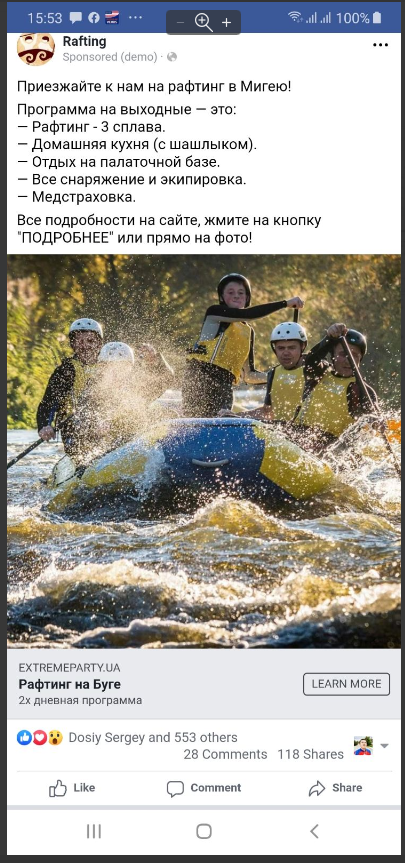 15:53
100%
Rafting
Sponsored (demo) ·
Приезжайте к нам на рафтинг в Мигею!
Программа на выходные — это:
— Рафтинг - 3 сплава.
— Домашняя кухня (с шашлыком).
— Отдых на палаточной базе.
— Все снаряжение и экипировка.
— Медстраховка.
Все подробности на сайте, жмите на кнопку
"ПОДРОБНЕЕ" или прямо на фото!
EXTREMEPARTY.UA
Рафтинг на Буге
2х дневная программа
LEARN MORE
Dosiy Sergey and 553 others
28 Comments 118 Shares
Like Comment Share